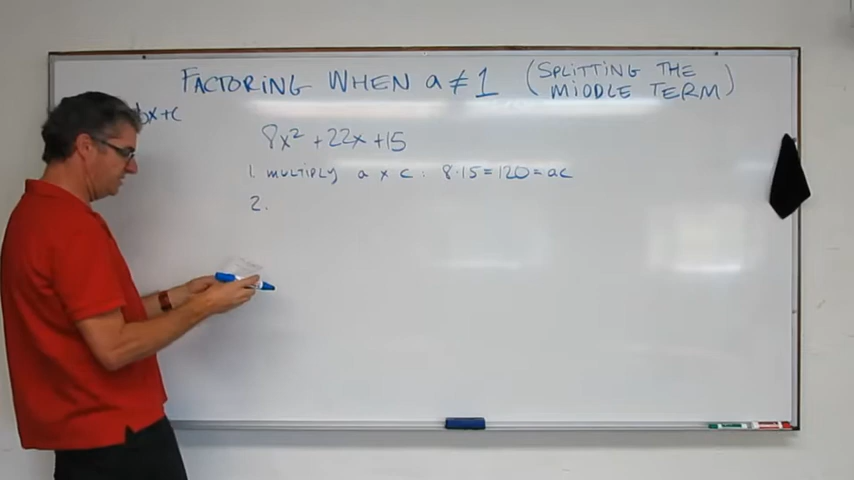 FACTORING WHEN a ≠ 1 (SPLITTING THE MIDDLE TERM)
bx+c
8x² + 22x + 15
1. MULTIPLY a x c : 8·15 = 120 = ac
2.